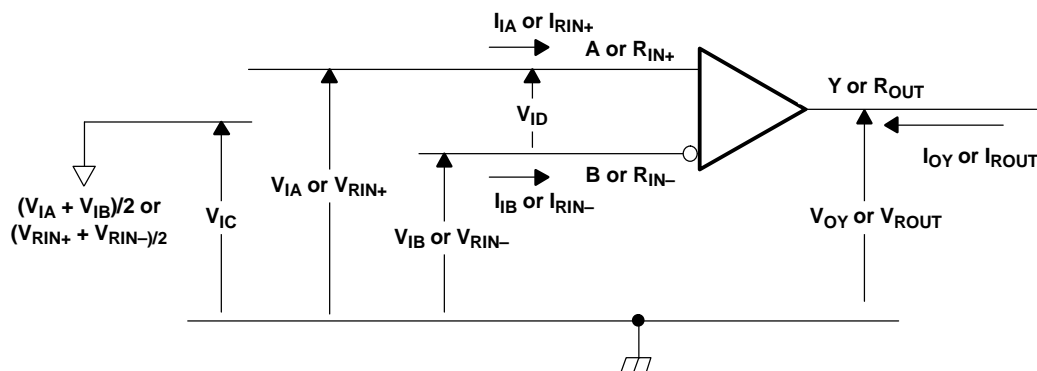 I_IA or I_RIN+
A or R_IN+
V_ID
Y or R_OUT
I_OY or I_ROUT
V_IA or V_RIN+
B or R_IN–
I_IB or I_RIN–
(V_IA + V_IB)/2 or
(V_RIN+ + V_RIN–)/2
V_IC
V_IB or V_RIN–
V_OY or V_ROUT